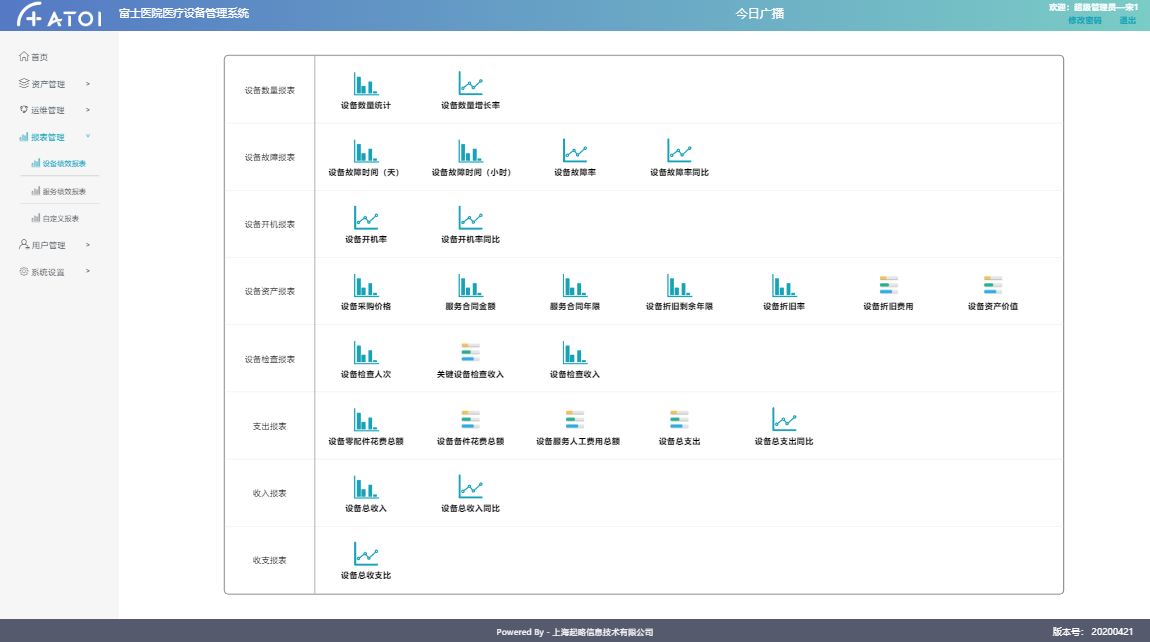 ATOI
富士医院医疗设备管理系统
今日广播
欢迎：超级管理员—宋1
修改密码 退出
首页
资产管理 >
运维管理 >
报表管理
设备绩效报表
服务绩效报表
自定义报表
用户管理 >
系统设置 >
设备数量报表
设备数量统计 设备数量增长率
设备故障报表
设备故障时间（天） 设备故障时间（小时） 设备故障率 设备故障率同比
设备开机报表
设备开机率 设备开机率同比
设备资产报表
设备采购价格 服务合同金额 服务合同年限 设备折旧剩余年限 设备折旧率 设备折旧费用 设备资产价值
设备检查报表
设备检查人次 关键设备检查收入 设备检查收入
支出报表
设备零配件花费总额 设备备件花费总额 设备服务人工费用总额 设备总支出 设备总支出同比
收入报表
设备总收入 设备总收入同比
收支报表
设备总收支比
Powered By - 上海起略信息技术有限公司
版本号： 20200421